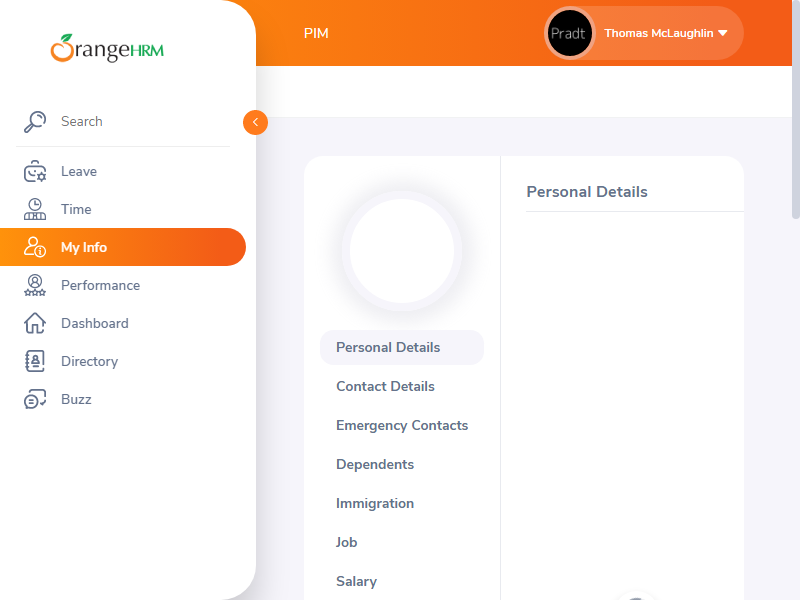 OrangeHRM
PIM
Pradt
Thomas McLaughlin
Search
Leave
Time
My Info
Performance
Dashboard
Directory
Buzz
Personal Details
Contact Details
Emergency Contacts
Dependents
Immigration
Job
Salary
Personal Details